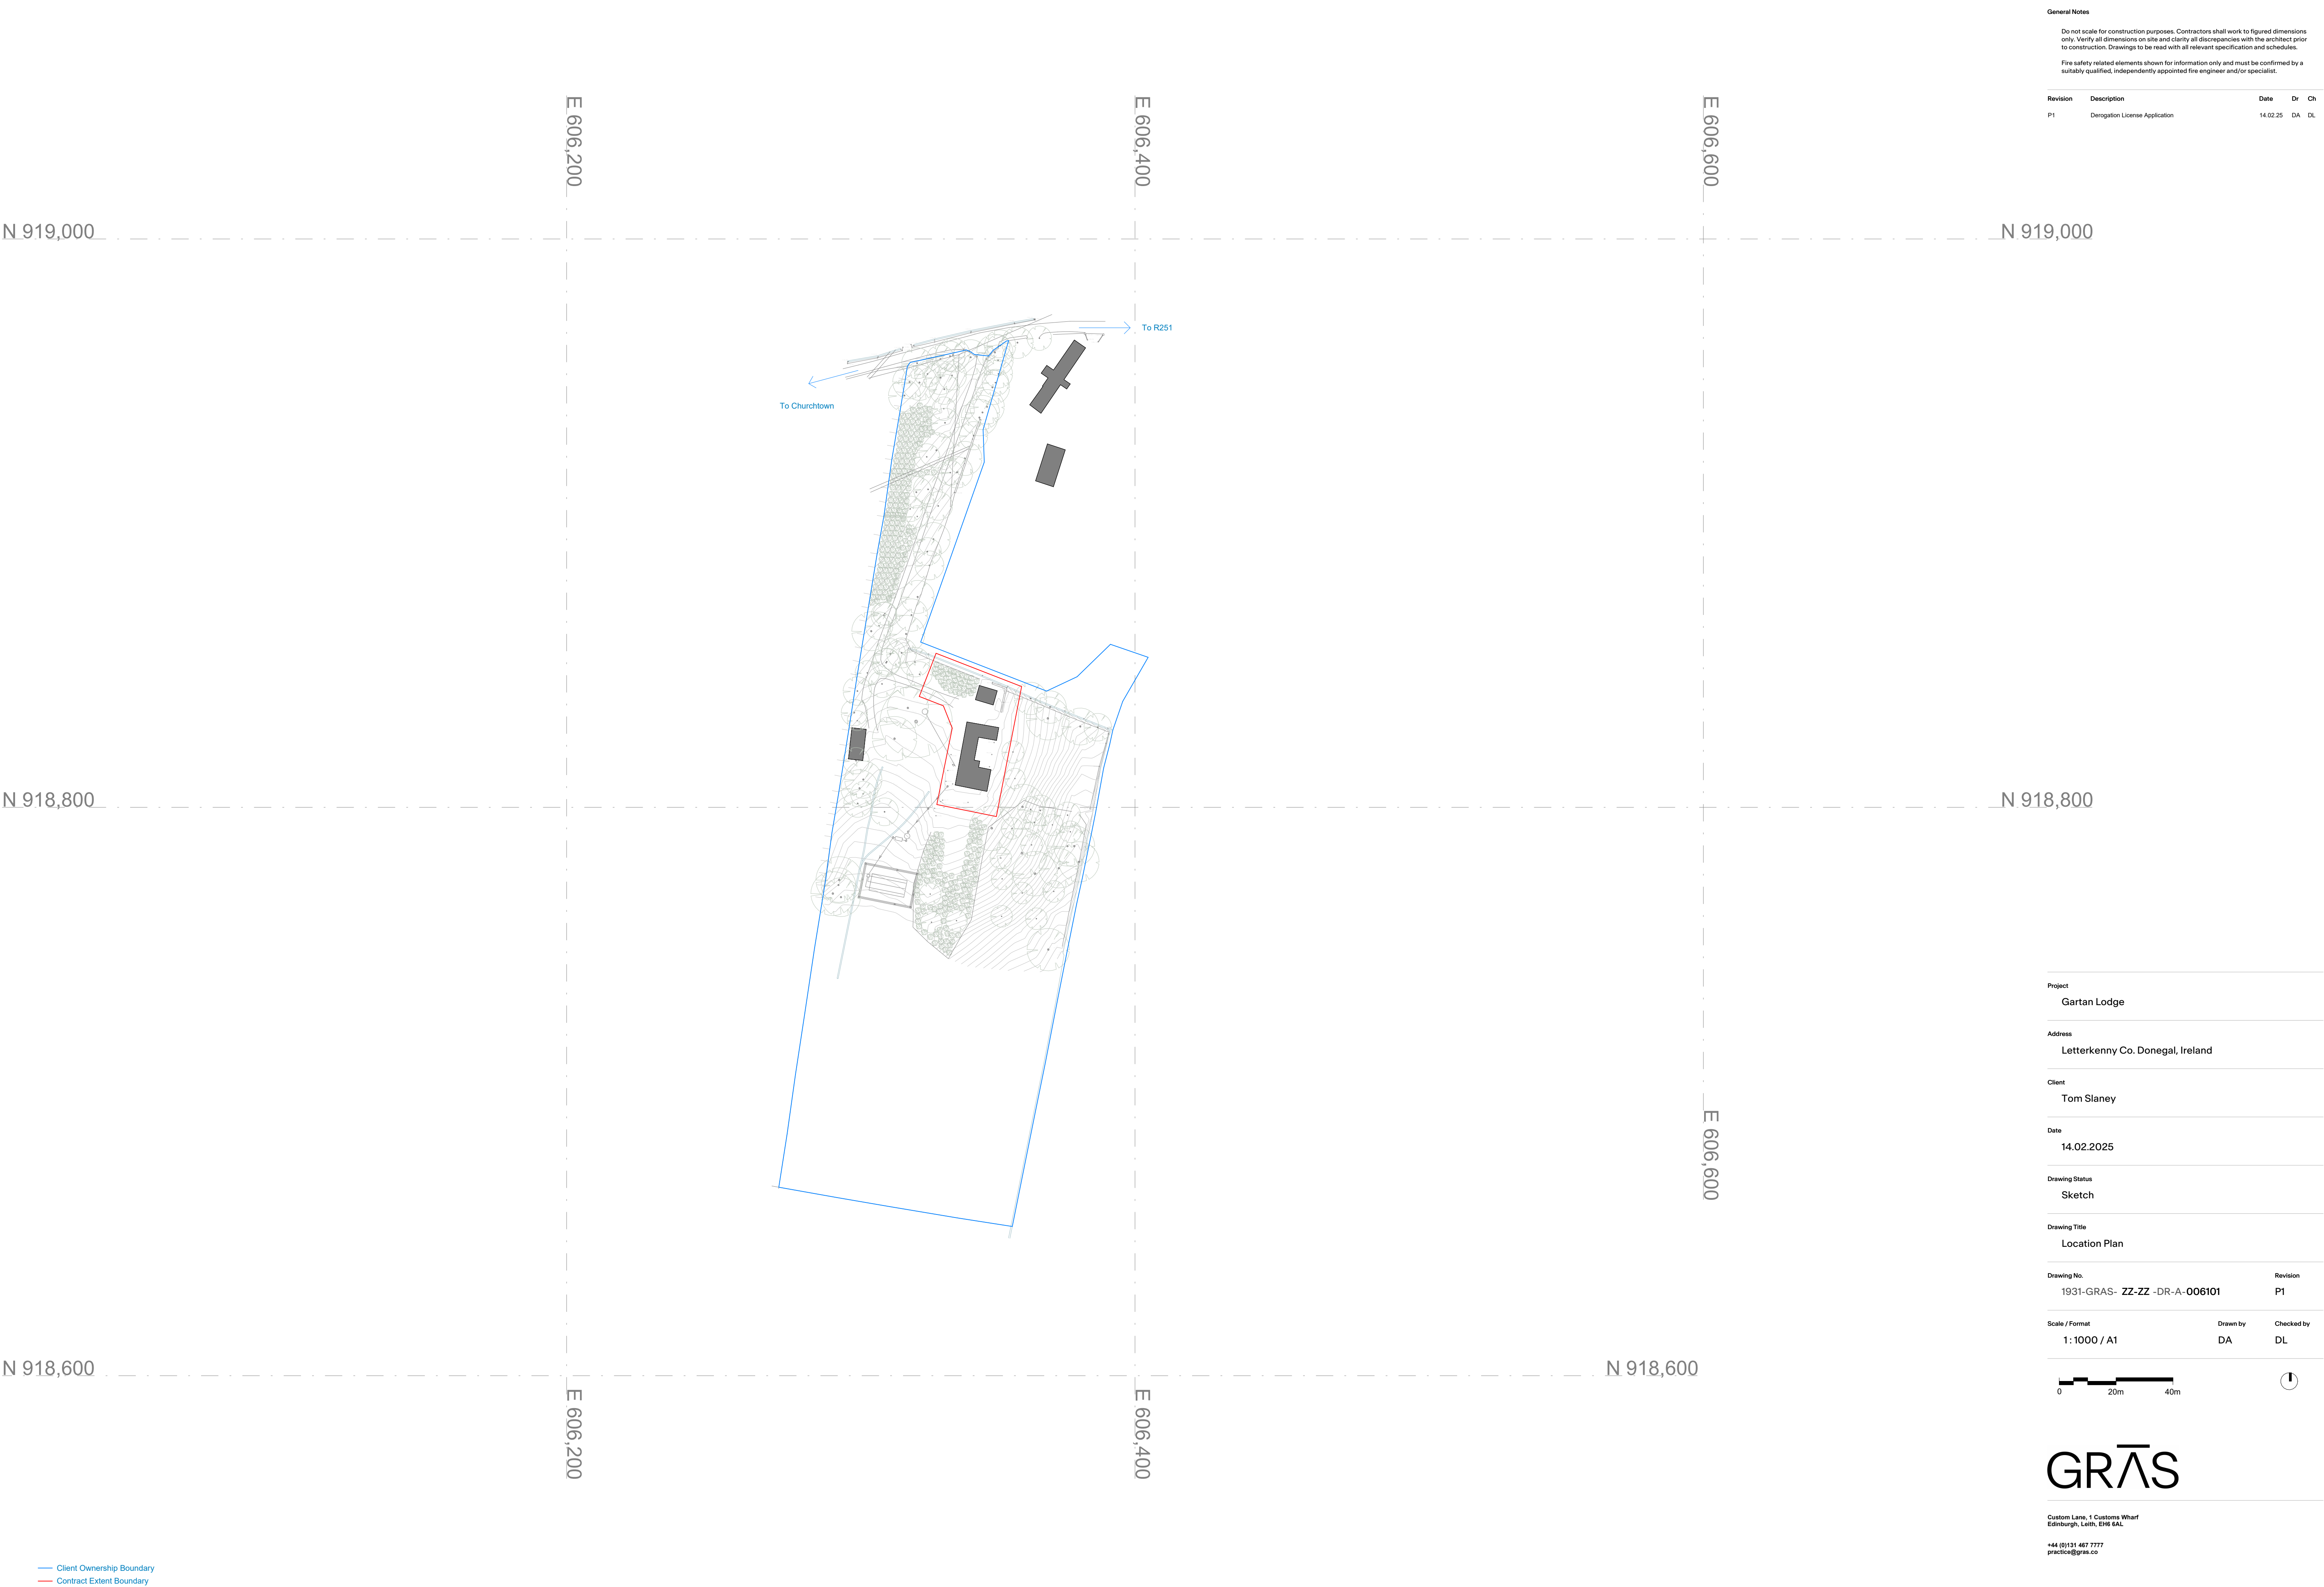 General Notes
Do not scale for construction purposes. Contractors shall work to figured dimensions
only. Verify all dimensions on site and clarity all discrepancies with the architect prior
to construction. Drawings to be read with all relevant specification and schedules.
Fire safety related elements shown for information only and must be confirmed by a
suitably qualified, independently appointed fire engineer and/or specialist.
Revision Description Date Dr Ch
P1 Derogation License Application 14.02.25 DA DL
E 606,200
E 606,400
E 606,600
N 919,000
N 919,000
To R251
To Churchtown
N 918,800
N 918,800
E 606,600
N 918,600
N 918,600
E 606,200
E 606,400
Client Ownership Boundary
Contract Extent Boundary
Project
Gartan Lodge
Address
Letterkenny Co. Donegal, Ireland
Client
Tom Slaney
Date
14.02.2025
Drawing Status
Sketch
Drawing Title
Location Plan
Drawing No. Revision
1931-GRAS- ZZ-ZZ -DR-A-006101 P1
Scale / Format Drawn by Checked by
1 : 1000 / A1 DA DL
0 20m 40m
GRĀS
Custom Lane, 1 Customs Wharf
Edinburgh, Leith, EH6 6AL
+44 (0)131 467 7777
practice@gras.co